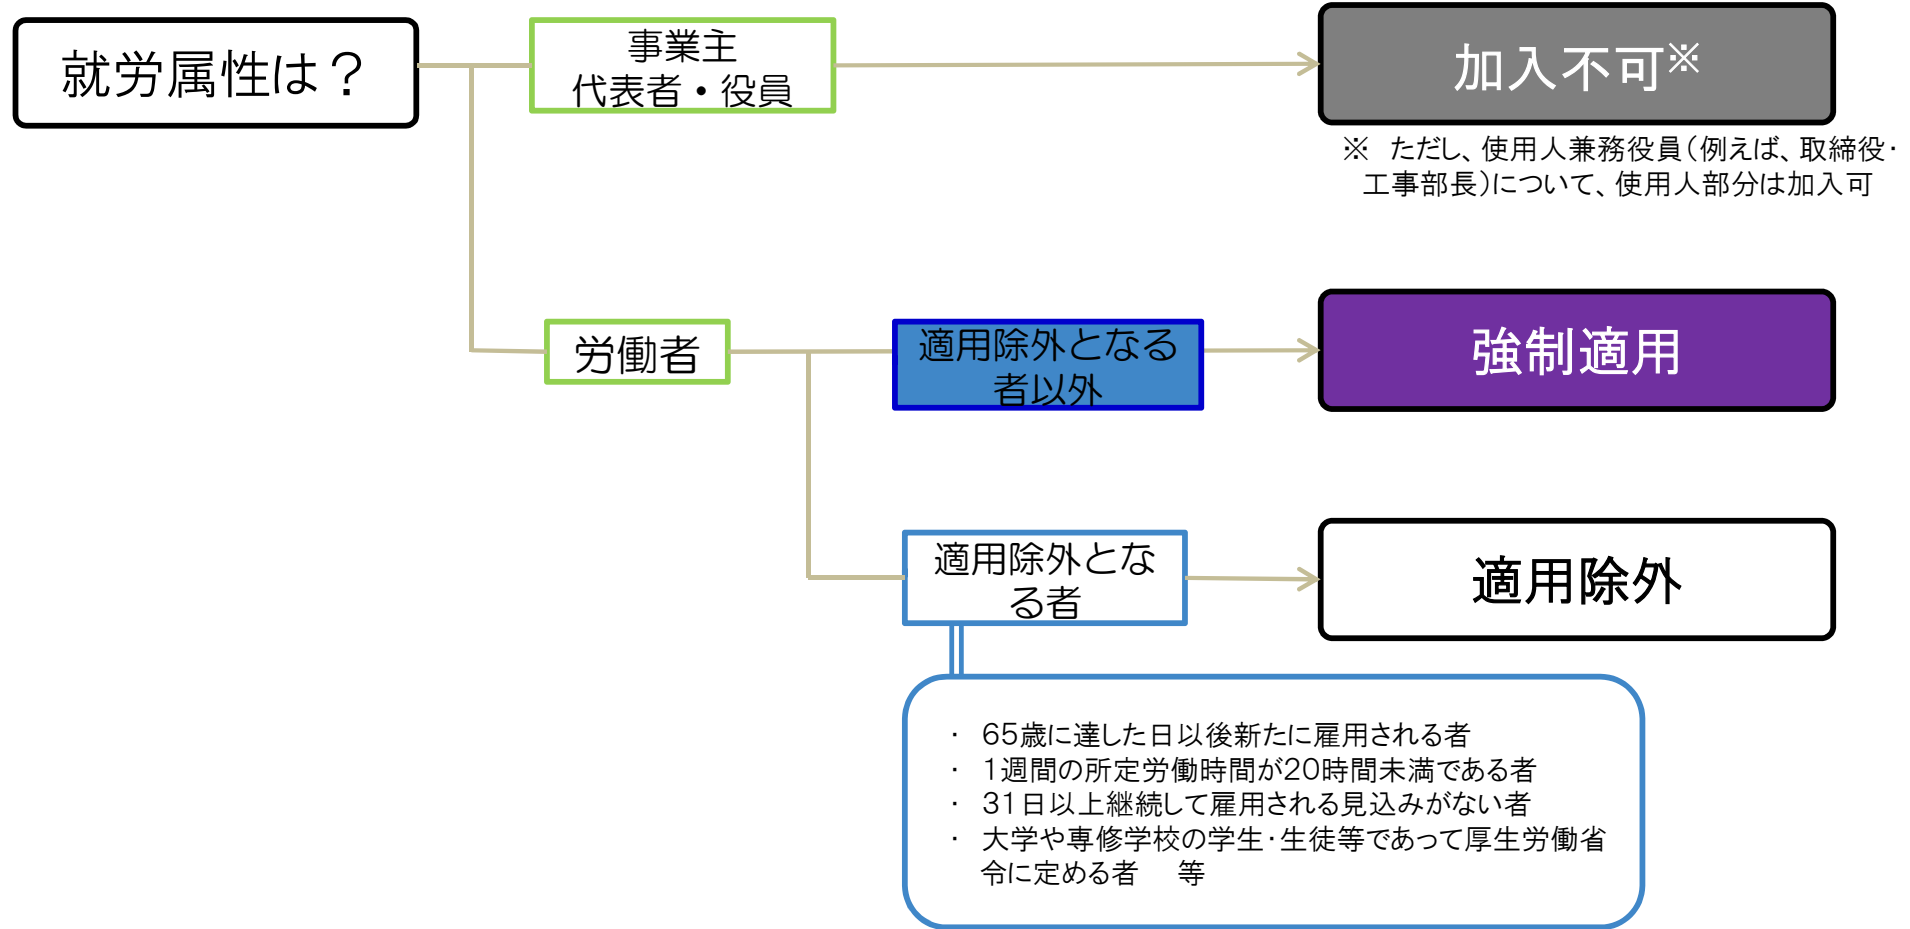 就労属性は？
事業主
代表者・役員
加入不可※
※　ただし、使用人兼務役員（例えば、取締役・
工事部長）について、使用人部分は加入可
労働者
適用除外となる
者以外
強制適用
適用除外とな
る者
適用除外
・　65歳に達した日以後新たに雇用される者
・　1週間の所定労働時間が20時間未満である者
・　31日以上継続して雇用される見込みがない者
・　大学や専修学校の学生・生徒等であって厚生労働省
令に定める者　等